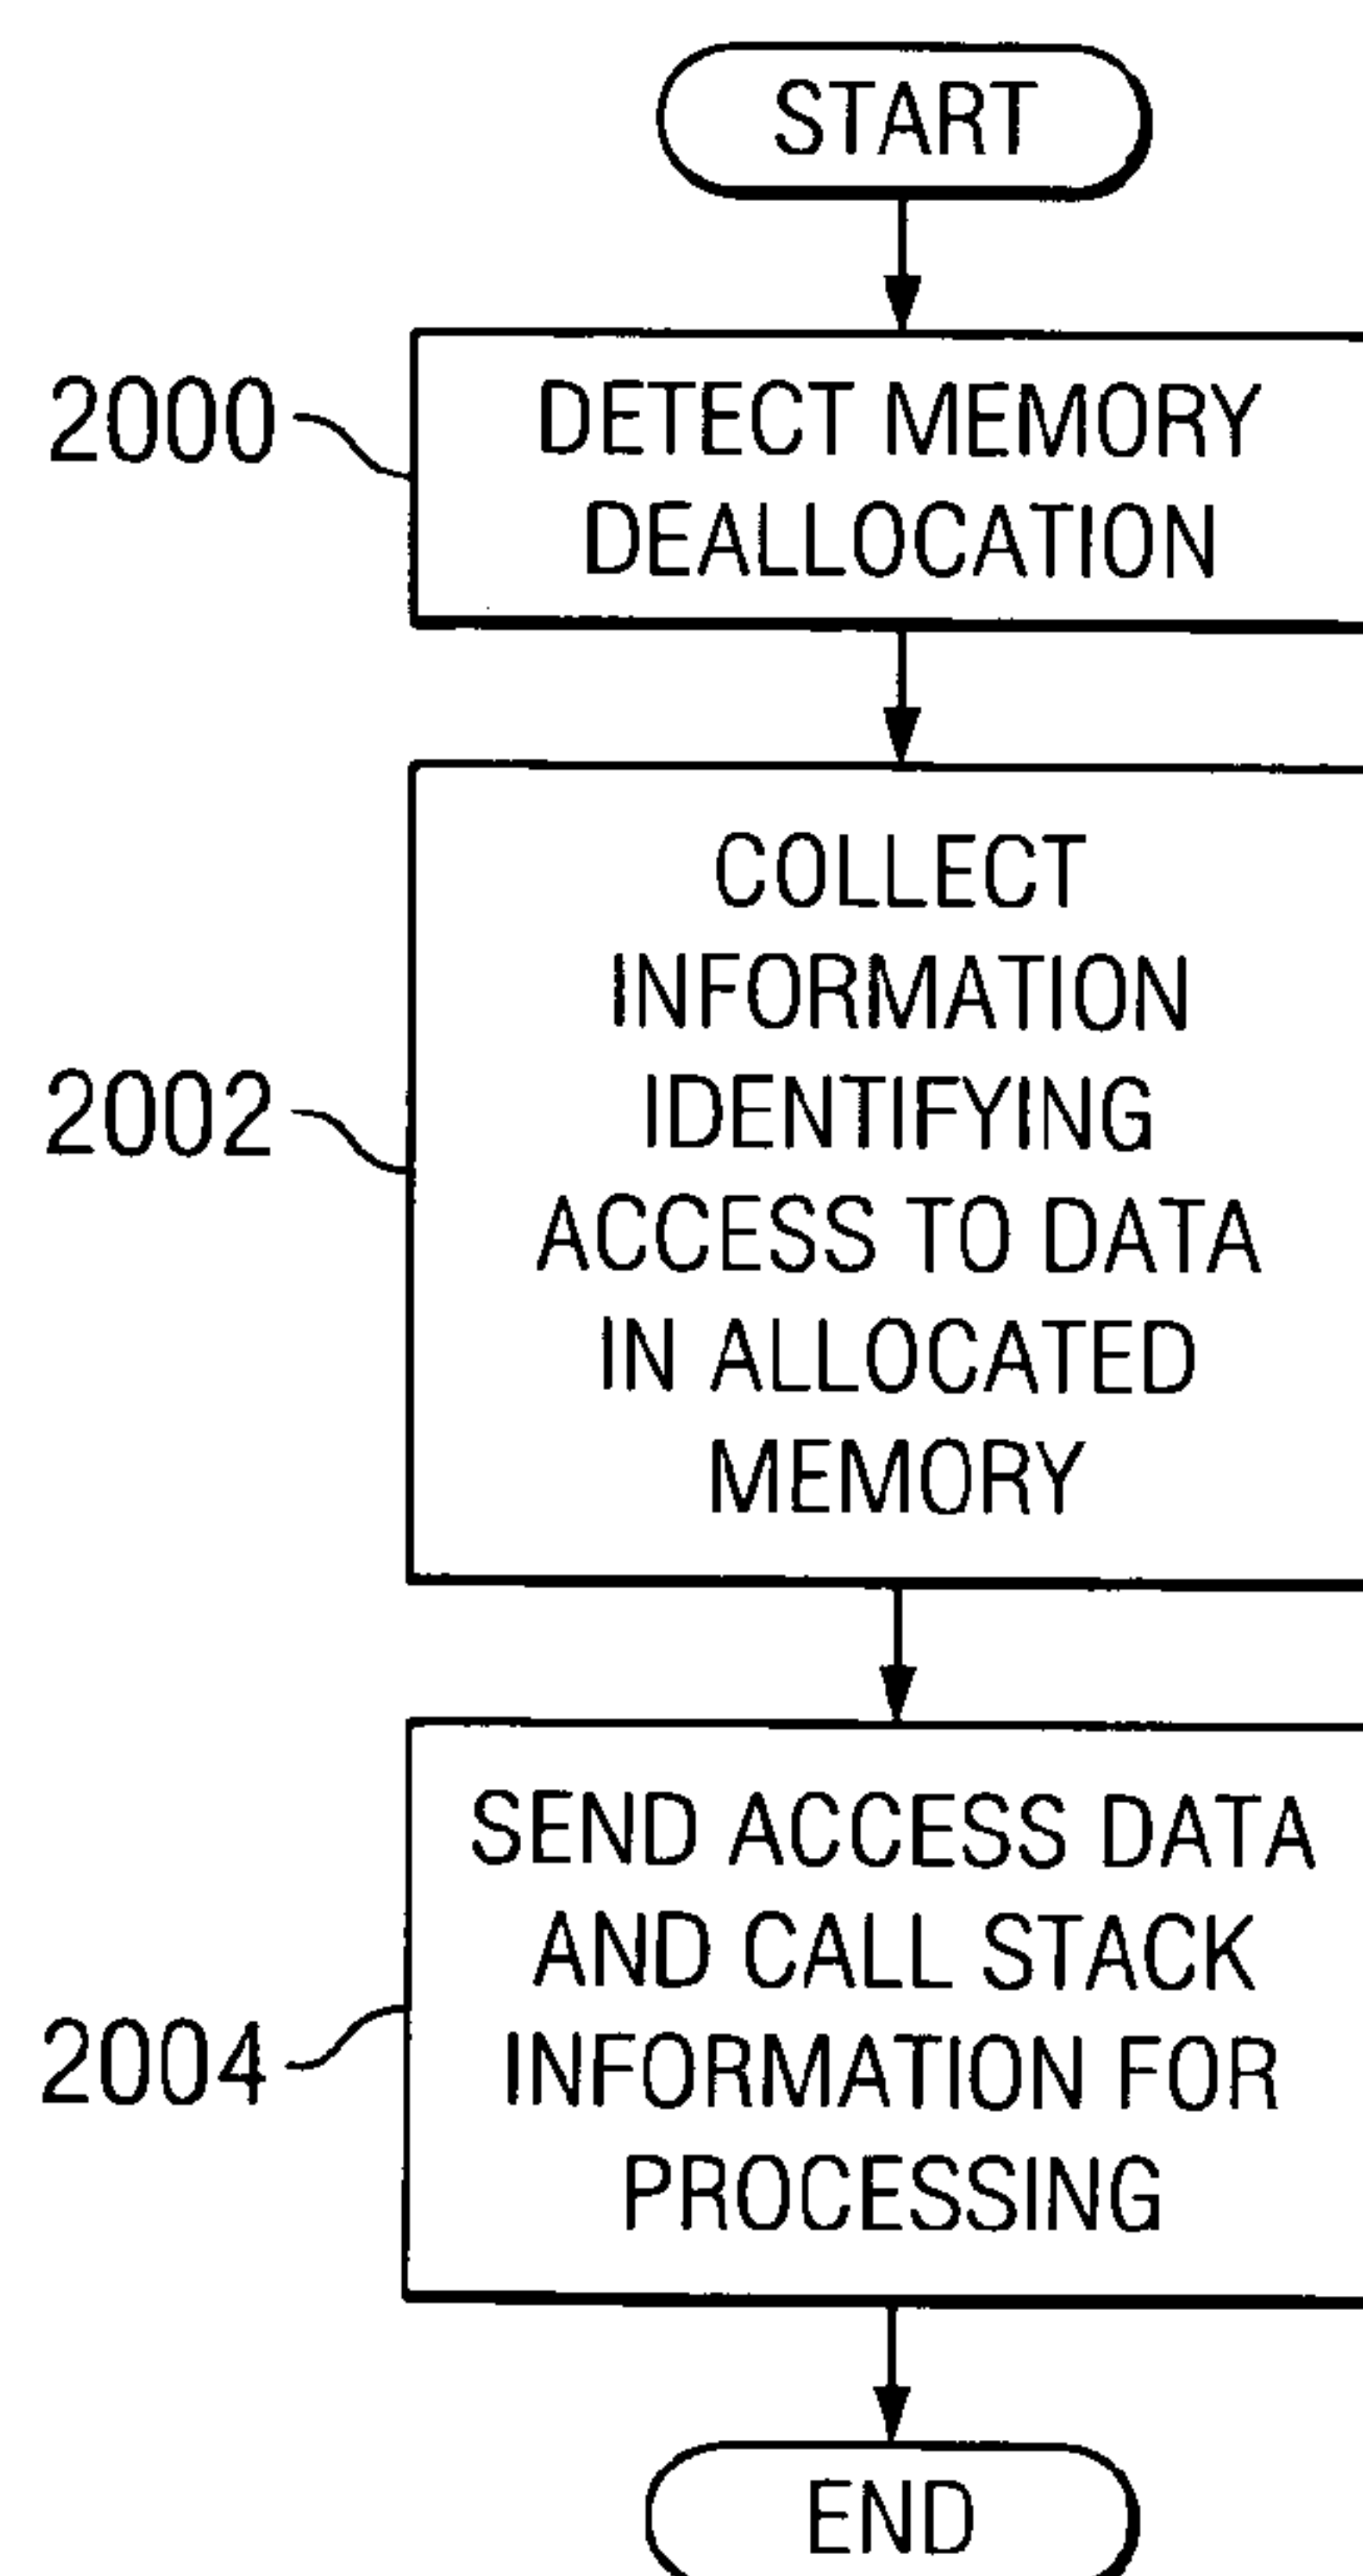 START
2000
DETECT MEMORY
DEALLOCATION
2002
COLLECT
INFORMATION
IDENTIFYING
ACCESS TO DATA
IN ALLOCATED
MEMORY
2004
SEND ACCESS DATA
AND CALL STACK
INFORMATION FOR
PROCESSING
END